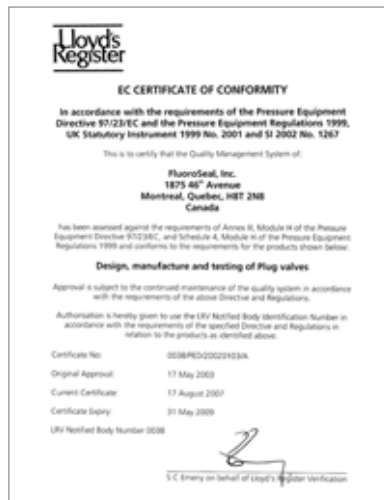 Lloyd's
Register
EC CERTIFICATE OF CONFORMITY
In accordance with the requirements of the Pressure Equipment
Directive 97/23/EC and the Pressure Equipment Regulations 1999,
UK Statutory Instrument 1999 No. 2001 and SI 2002 No. 1267
This is to certify that the Quality Management System of:
FluoroSeal, Inc.
1875 46th Avenue
Montreal, Quebec, H8T 2N8
Canada
has been assessed against the requirements of Annex III, Module H of the Pressure
Equipment Directive 97/23/EC, and Schedule 4, Module H of the Pressure Equipment
Regulations 1999 and conforms to the requirements for the products shown below:
Design, manufacture and testing of Plug valves
Approval is subject to the continued maintenance of the quality system in accordance
with the requirements of the above Directive and Regulations.
Authorisation is hereby given to use the LRV Notified Body Identification Number in
accordance with the requirements of the specified Directive and Regulations in
relation to the products as identified above.
Certificate No: 0038/PED/20020103/A
Original Approval: 17 May 2003
Current Certificate: 17 August 2007
Certificate Expiry: 31 May 2009
LRV Notified Body Number 0038
S C Emery on behalf of Lloyd's Register Verification